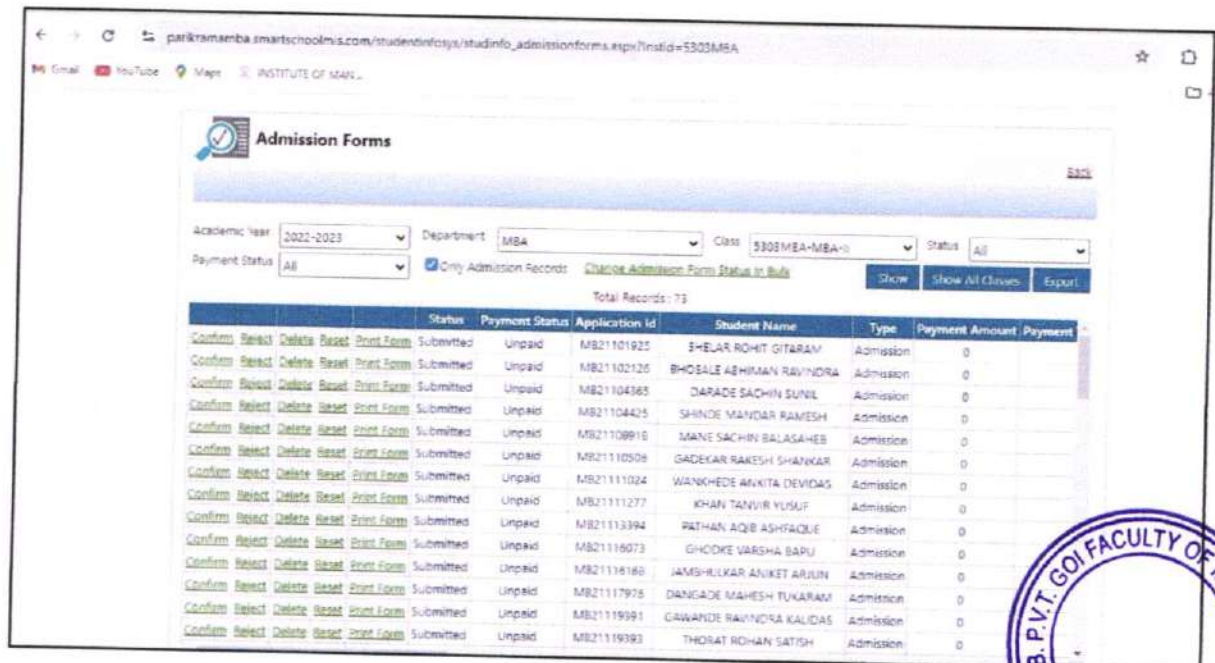 parikramamba.smartschoolmis.com/studentinfosys/studinfo_admissionforms.aspx?Instid=5303MBA
Gmail YouTube Maps INSTITUTE OF MAN...
Admission Forms
Back
Academic Year 2022-2023 Department MBA Class 5303MBA-MBA-II Status All
Payment Status All Only Admission Records Change Admission Form Status In Bulk Show Show All Classes Export
Total Records : 73
Status Payment Status Application Id Student Name Type Payment Amount Payment
Confirm Reject Delete Reset Print Form Submitted Unpaid MB21101925 SHELAR ROHIT GITARAM Admission 0
Confirm Reject Delete Reset Print Form Submitted Unpaid MB21102126 BHOSALE ABHIMAN RAVINDRA Admission 0
Confirm Reject Delete Reset Print Form Submitted Unpaid MB21104365 DARADE SACHIN SUNIL Admission 0
Confirm Reject Delete Reset Print Form Submitted Unpaid MB21104425 SHINDE MANDAR RAMESH Admission 0
Confirm Reject Delete Reset Print Form Submitted Unpaid MB21108918 MANE SACHIN BALASAHEB Admission 0
Confirm Reject Delete Reset Print Form Submitted Unpaid MB21110506 GADEKAR RAKESH SHANKAR Admission 0
Confirm Reject Delete Reset Print Form Submitted Unpaid MB21111024 WANKHEDE ANKITA DEVIDAS Admission 0
Confirm Reject Delete Reset Print Form Submitted Unpaid MB21111277 KHAN TANVIR YUSUF Admission 0
Confirm Reject Delete Reset Print Form Submitted Unpaid MB21113394 PATHAN AQIB ASHFAQUE Admission 0
Confirm Reject Delete Reset Print Form Submitted Unpaid MB21116073 GHODKE VARSHA BAPU Admission 0
Confirm Reject Delete Reset Print Form Submitted Unpaid MB21116168 JAMBHULKAR ANIKET ARJUN Admission 0
Confirm Reject Delete Reset Print Form Submitted Unpaid MB21117976 DANGADE MAHESH TUKARAM Admission 0
Confirm Reject Delete Reset Print Form Submitted Unpaid MB21119391 GAWANDE RAVINDRA KALIDAS Admission 0
Confirm Reject Delete Reset Print Form Submitted Unpaid MB21119393 THORAT ROHAN SATISH Admission 0
B. P.V.T. GOI FACULTY OF